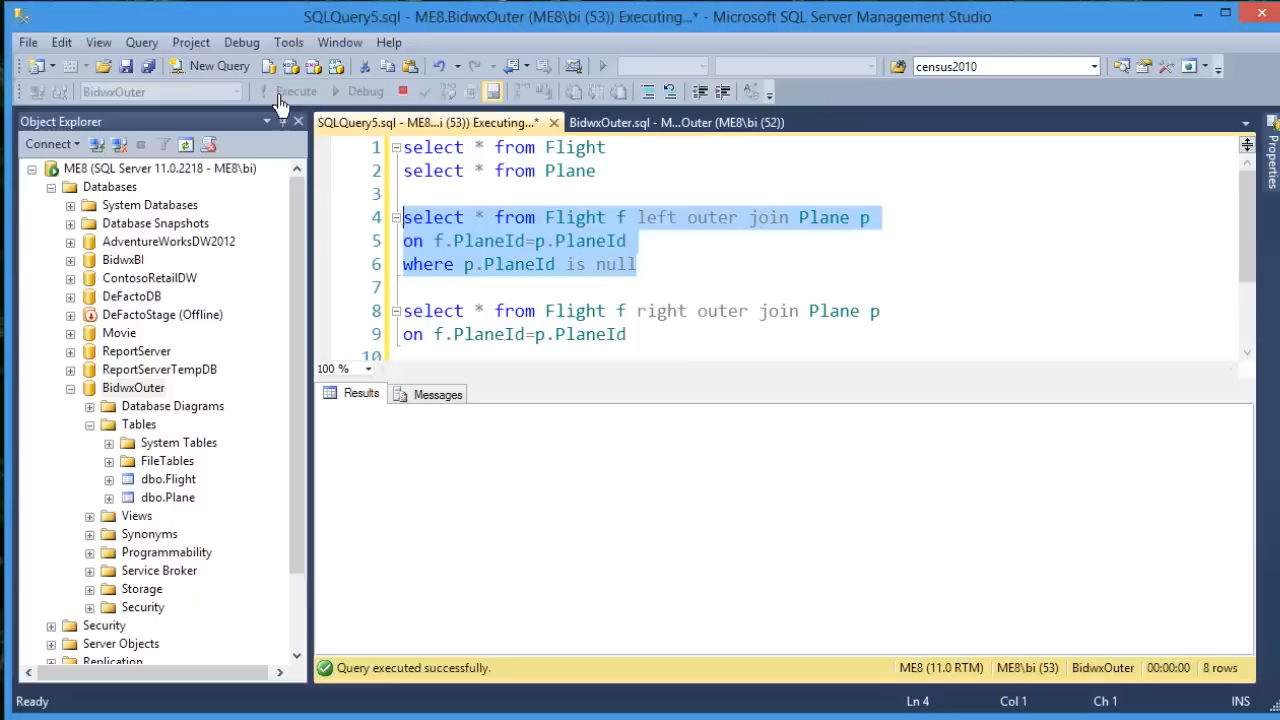 SQLQuery5.sql - ME8.BidwxOuter (ME8\bi (53)) Executing...* - Microsoft SQL Server Management Studio
File Edit View Query Project Debug Tools Window Help
New Query census2010
BidwxOuter Execute Debug
Object Explorer
Connect
ME8 (SQL Server 11.0.2218 - ME8\bi)
Databases
System Databases
Database Snapshots
AdventureWorksDW2012
BidwxBI
ContosoRetailDW
DeFactoDB
DeFactoStage (Offline)
Movie
ReportServer
ReportServerTempDB
BidwxOuter
Database Diagrams
Tables
System Tables
FileTables
dbo.Flight
dbo.Plane
Views
Synonyms
Programmability
Service Broker
Storage
Security
Security
Server Objects
Replication
SQLQuery5.sql - ME8...i (53)) Executing...* BidwxOuter.sql - M...Outer (ME8\bi (52))
1 select * from Flight
2 select * from Plane
3
4 select * from Flight f left outer join Plane p
5 on f.PlaneId=p.PlaneId
6 where p.PlaneId is null
7
8 select * from Flight f right outer join Plane p
9 on f.PlaneId=p.PlaneId
10
100 %
Results Messages
Query executed successfully. ME8 (11.0 RTM) ME8\bi (53) BidwxOuter 00:00:00 8 rows
Properties
Ready Ln 4 Col 1 Ch 1 INS